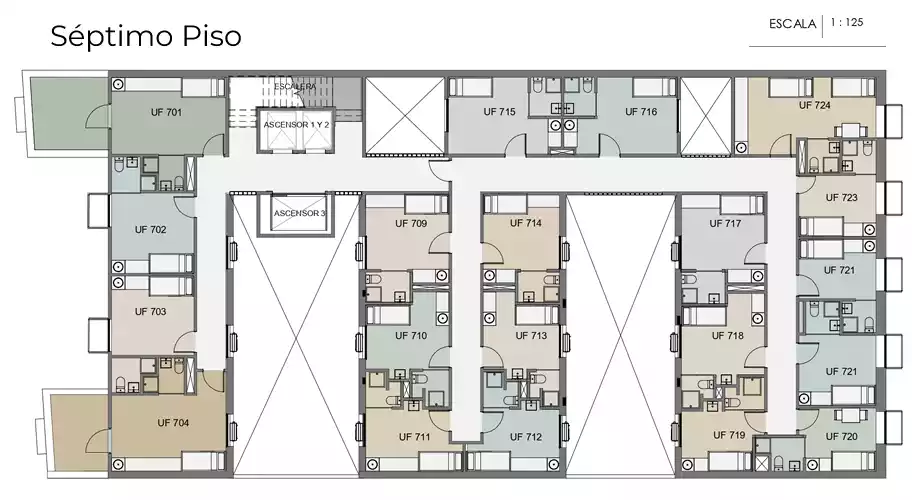 Séptimo Piso
ESCALA 1 : 125
ESCALERA
UF 701
ASCENSOR 1 Y 2
UF 715
UF 716
UF 724
UF 702
ASCENSOR 3
UF 709
UF 714
UF 717
UF 723
UF 721
UF 703
UF 710
UF 713
UF 718
UF 721
UF 704
UF 711
UF 712
UF 719
UF 720